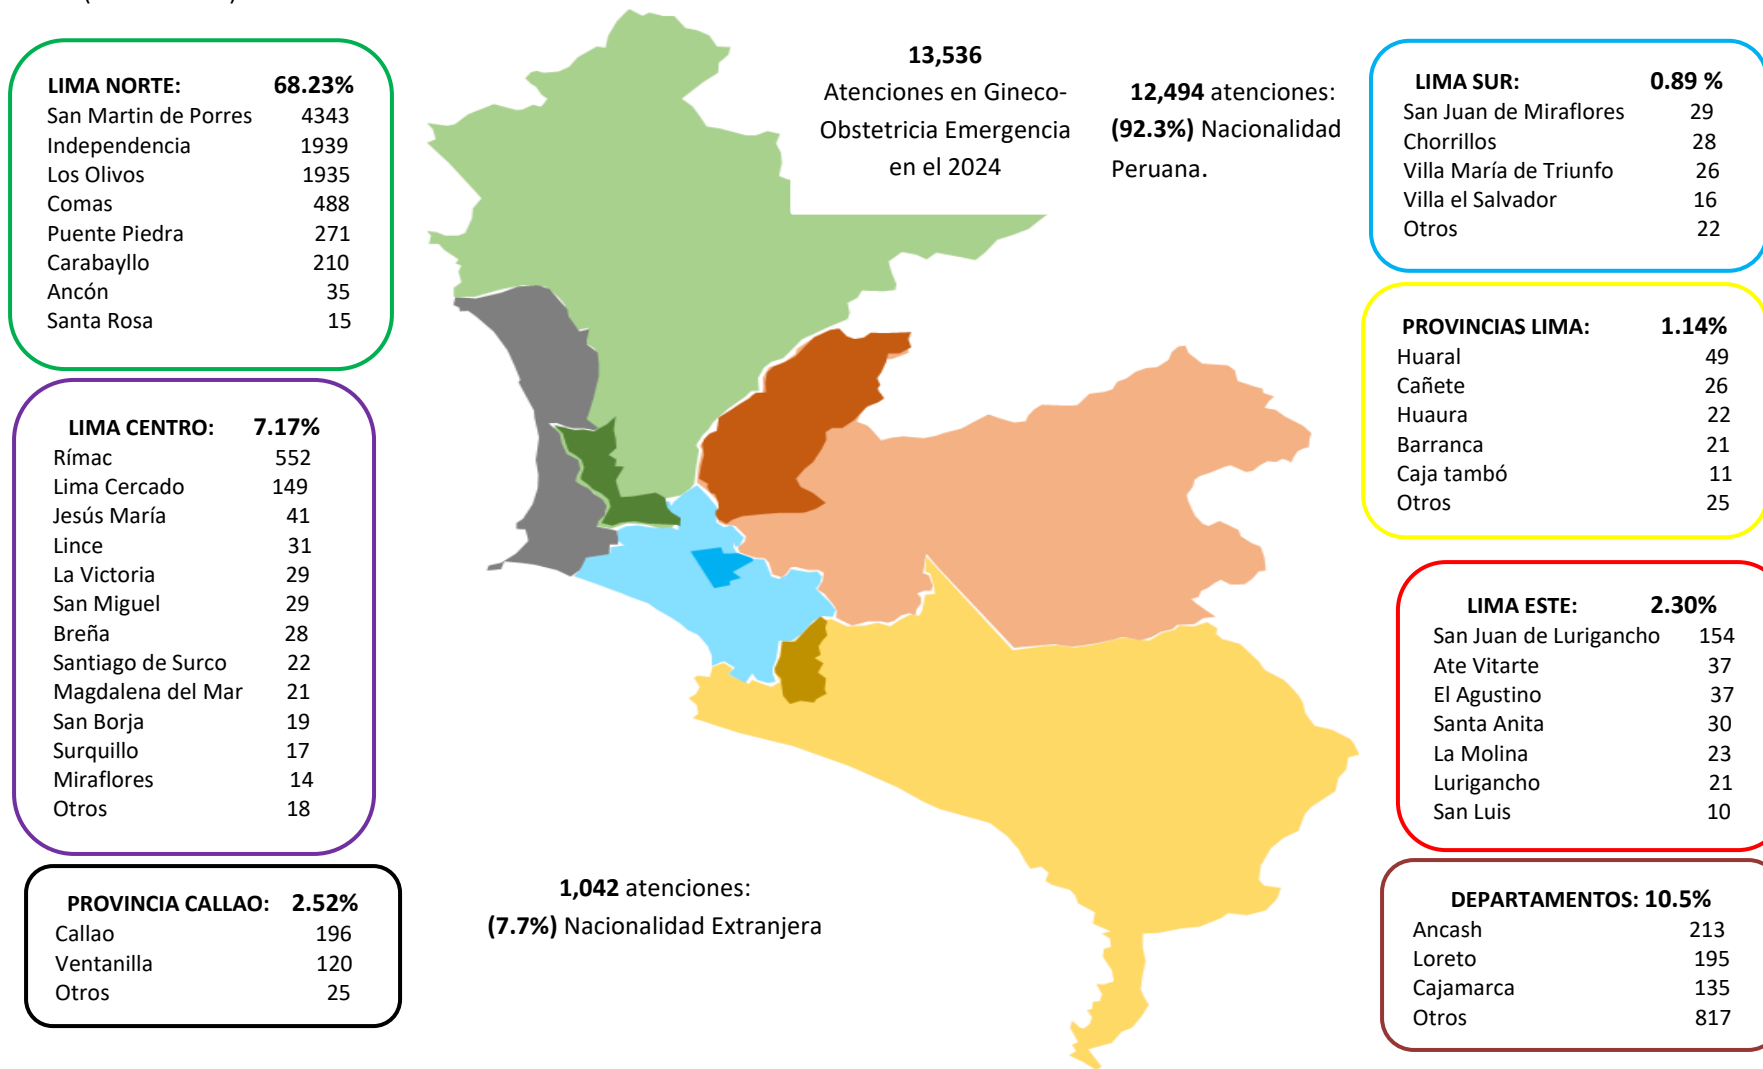 LIMA NORTE: 68.23%
San Martin de Porres 4343
Independencia 1939
Los Olivos 1935
Comas 488
Puente Piedra 271
Carabayllo 210
Ancón 35
Santa Rosa 15
LIMA CENTRO: 7.17%
Rímac 552
Lima Cercado 149
Jesús María 41
Lince 31
La Victoria 29
San Miguel 29
Breña 28
Santiago de Surco 22
Magdalena del Mar 21
San Borja 19
Surquillo 17
Miraflores 14
Otros 18
PROVINCIA CALLAO: 2.52%
Callao 196
Ventanilla 120
Otros 25
13,536
Atenciones en Gineco-
Obstetricia Emergencia
en el 2024
12,494 atenciones:
(92.3%) Nacionalidad
Peruana.
1,042 atenciones:
(7.7%) Nacionalidad Extranjera
LIMA SUR: 0.89 %
San Juan de Miraflores 29
Chorrillos 28
Villa María de Triunfo 26
Villa el Salvador 16
Otros 22
PROVINCIAS LIMA: 1.14%
Huaral 49
Cañete 26
Huaura 22
Barranca 21
Caja tambó 11
Otros 25
LIMA ESTE: 2.30%
San Juan de Lurigancho 154
Ate Vitarte 37
El Agustino 37
Santa Anita 30
La Molina 23
Lurigancho 21
San Luis 10
DEPARTAMENTOS: 10.5%
Ancash 213
Loreto 195
Cajamarca 135
Otros 817